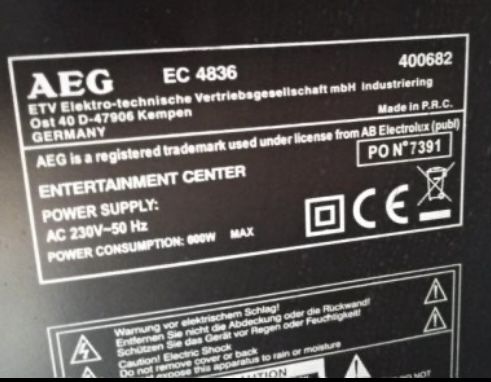 AEG EC 4836 400682
ETV Elektro-technische Vertriebsgesellschaft mbH Industriering
Ost 40 D-47906 Kempen Made in P.R.C.
GERMANY
AEG is a registered trademark used under license from AB Electrolux (publ)
PO N°7391
ENTERTAINMENT CENTER
POWER SUPPLY:
AC 230V~50 Hz
POWER CONSUMPTION: 600W MAX
CE
Warnung vor elektrischem Schlag!
Entfernen Sie nicht die Abdeckung oder die Rückwand!
Schützen Sie das Gerät vor Regen oder Feuchtigkeit!
Caution! Electric Shock
Do not remove cover or back
expose this apparatus to rain or moisture
CAUTION
NOT